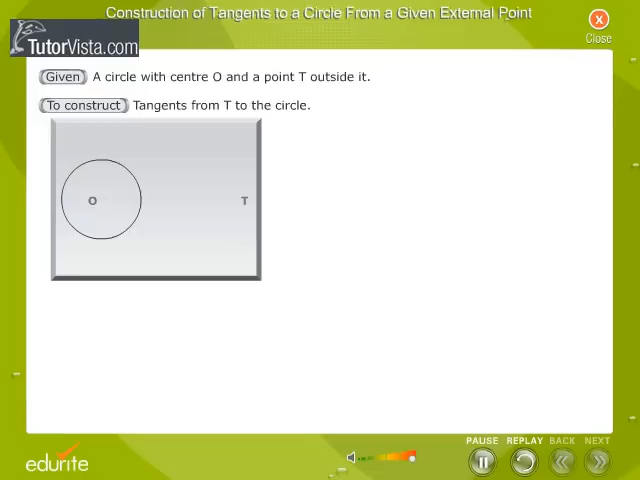 Construction of Tangents to a Circle From a Given External Point
X
Close
TutorVista.com
Given A circle with centre O and a point T outside it.
To construct Tangents from T to the circle.
O T
PAUSE REPLAY BACK NEXT
edurite